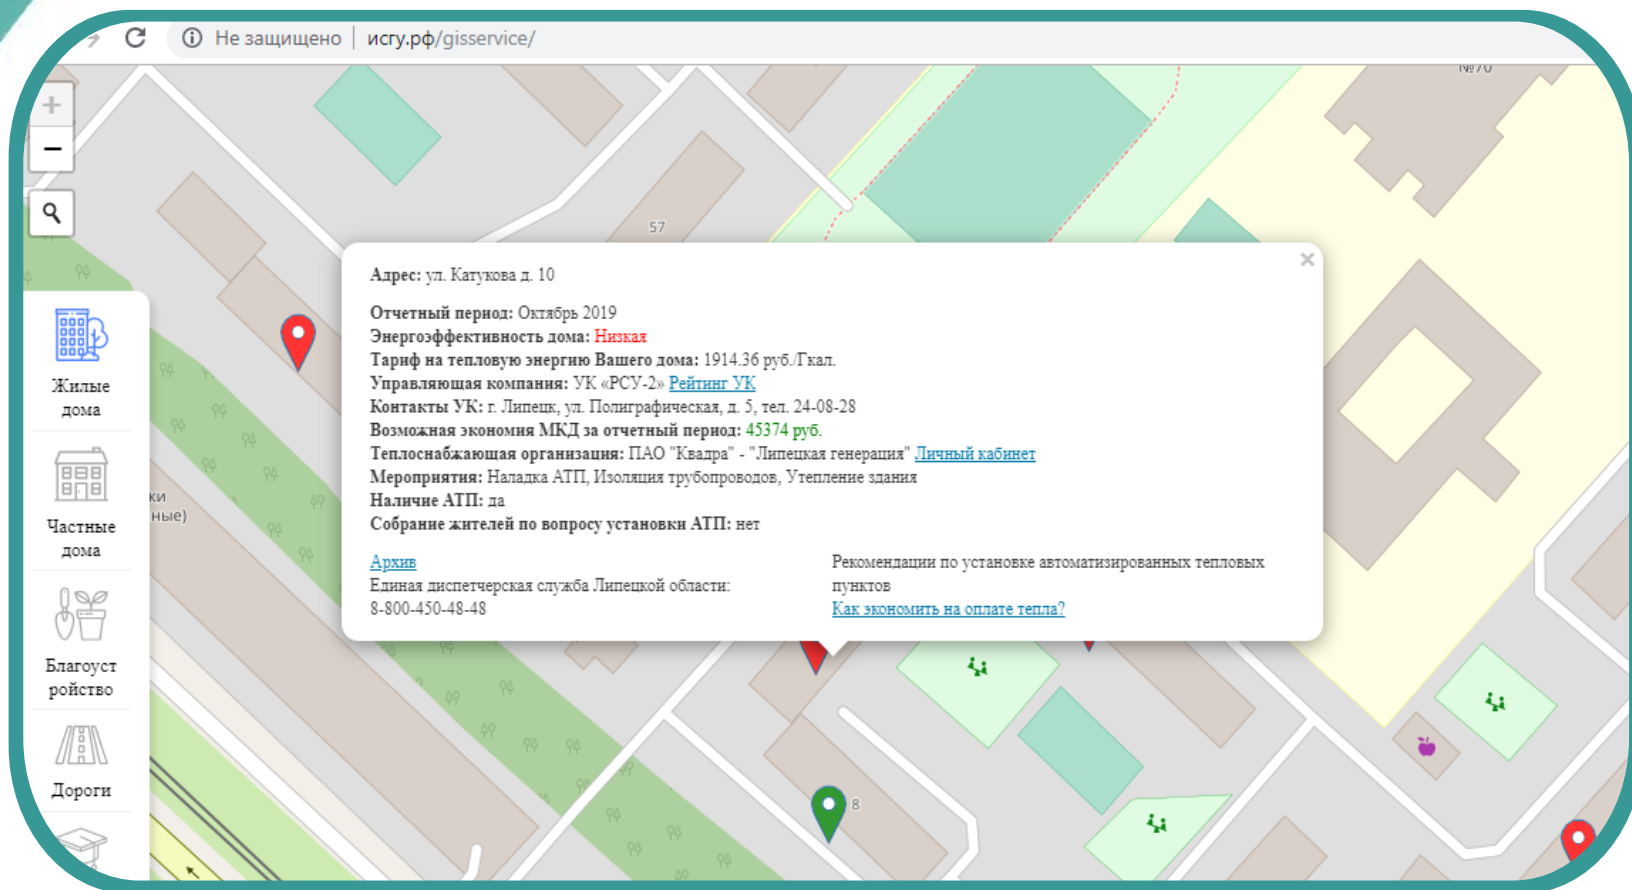 Не защищено | исгу.рф/gisservice/
№70
57
Адрес: ул. Катукова д. 10
Отчетный период: Октябрь 2019
Энергоэффективность дома: Низкая
Тариф на тепловую энергию Вашего дома: 1914.36 руб./Гкал.
Управляющая компания: УК «РСУ-2» Рейтинг УК
Контакты УК: г. Липецк, ул. Полиграфическая, д. 5, тел. 24-08-28
Возможная экономия МКД за отчетный период: 45374 руб.
Теплоснабжающая организация: ПАО "Квадра" - "Липецкая генерация" Личный кабинет
Мероприятия: Наладка АТП, Изоляция трубопроводов, Утепление здания
Наличие АТП: да
Собрание жителей по вопросу установки АТП: нет
Архив
Единая диспетчерская служба Липецкой области:
8-800-450-48-48
Рекомендации по установке автоматизированных тепловых
пунктов
Как экономить на оплате тепла?
Жилые
дома
Частные
дома
Благоуст
ройство
Дороги
ки
ные)
8